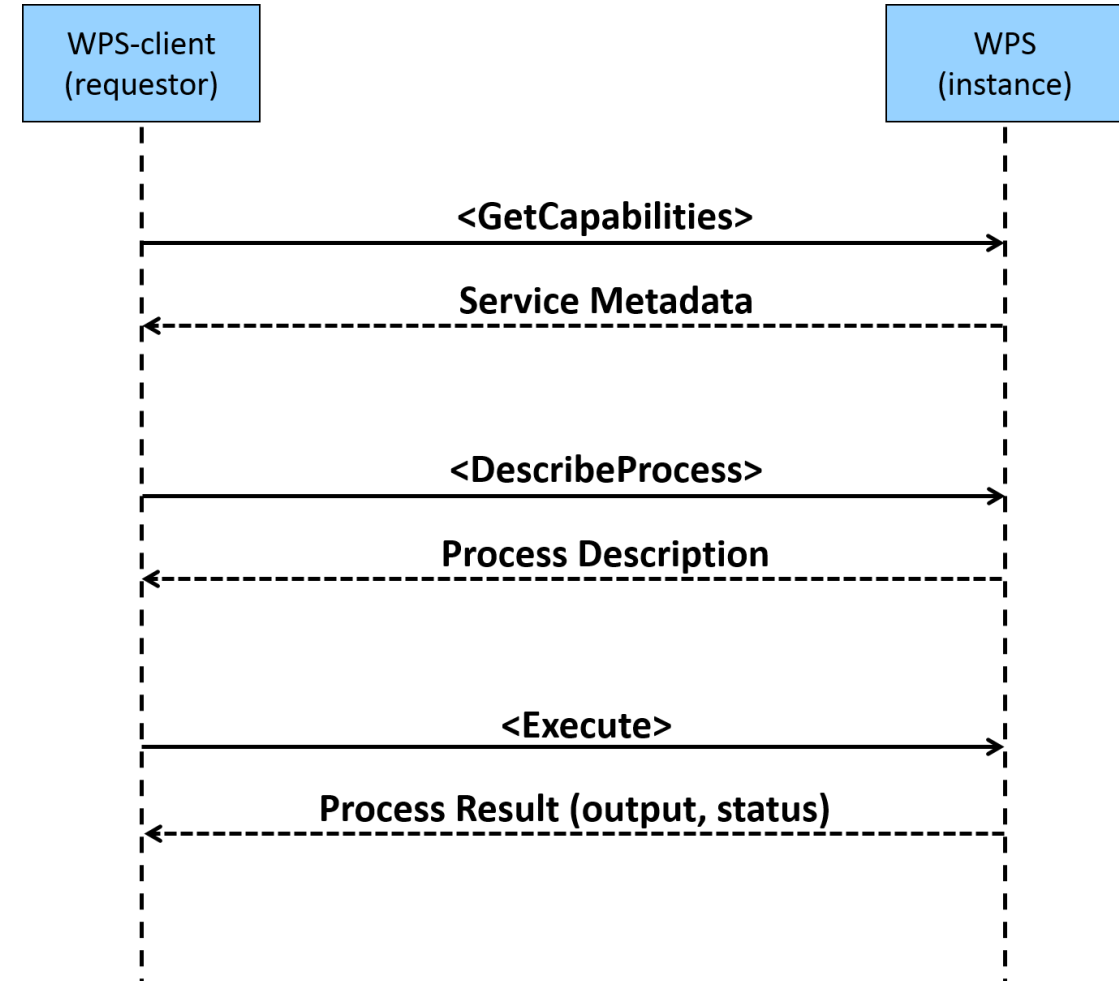 WPS-client
(requestor)
WPS
(instance)
<GetCapabilities>
Service Metadata
<DescribeProcess>
Process Description
<Execute>
Process Result (output, status)